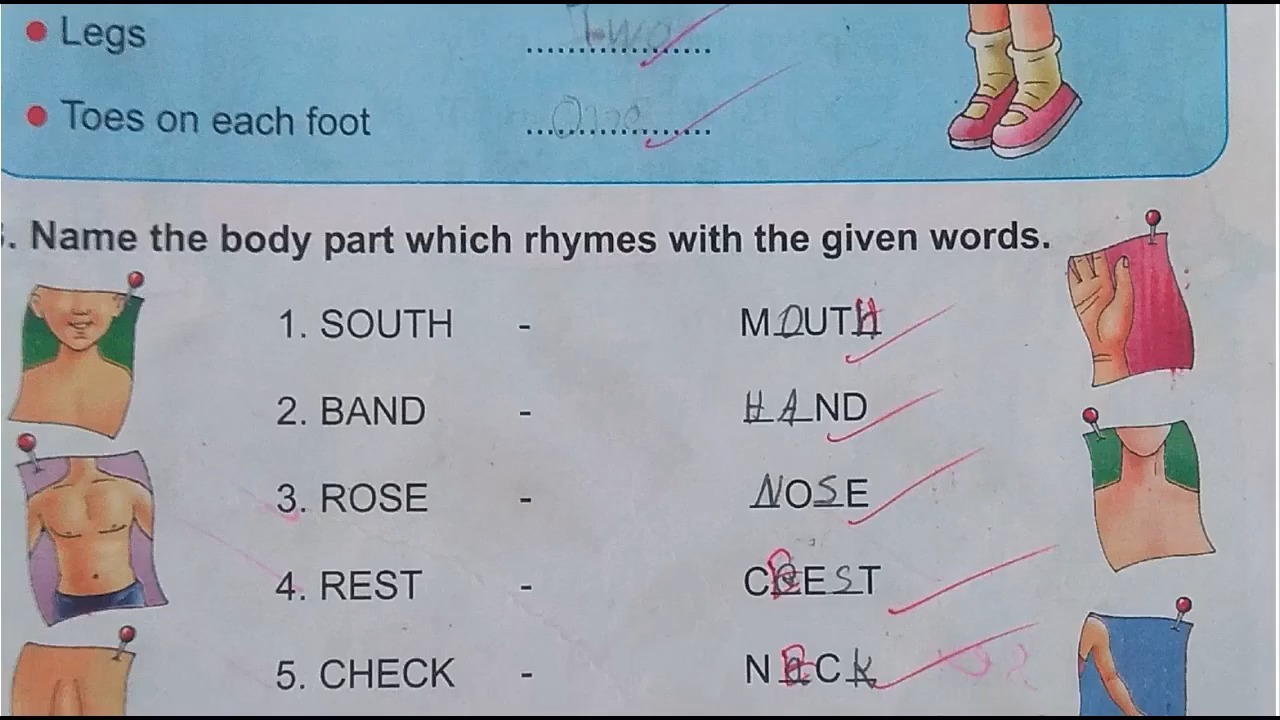 Legs Two
Toes on each foot
. Name the body part which rhymes with the given words.
1. SOUTH - MOUTH
2. BAND - HAND
3. ROSE - NOSE
4. REST - CHEST
5. CHECK - NECK